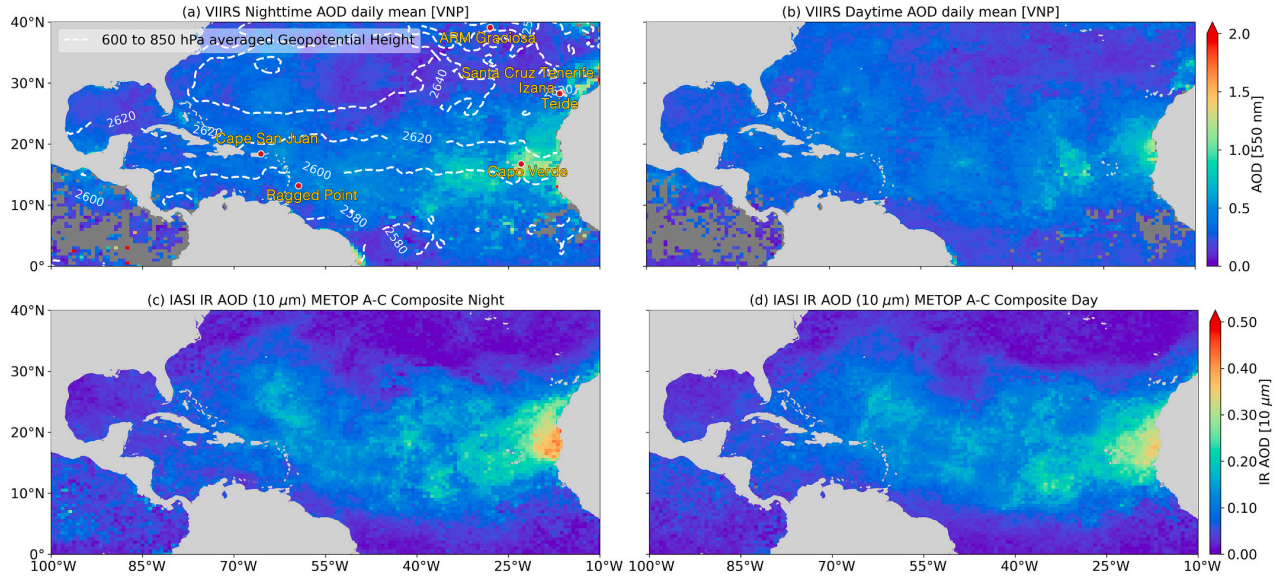 (a) VIIRS Nighttime AOD daily mean [VNP]
(b) VIIRS Daytime AOD daily mean [VNP]
40°N
30°N
20°N
10°N
0°
600 to 850 hPa averaged Geopotential Height
ARM Graciosa
Santa Cruz Tenerife
Izana
Teide
2640
2620
2620
2620
Cape San Juan
2600
2600
Capo Verde
Ragged Point
2580
2580
2.0
1.5
1.0
0.5
0.0
AOD [550 nm]
(c) IASI IR AOD (10 μm) METOP A-C Composite Night
(d) IASI IR AOD (10 μm) METOP A-C Composite Day
40°N
30°N
20°N
10°N
0°
100°W 85°W 70°W 55°W 40°W 25°W 10°W
100°W 85°W 70°W 55°W 40°W 25°W 10°W
0.50
0.40
0.30
0.20
0.10
0.00
IR AOD [10 μm]